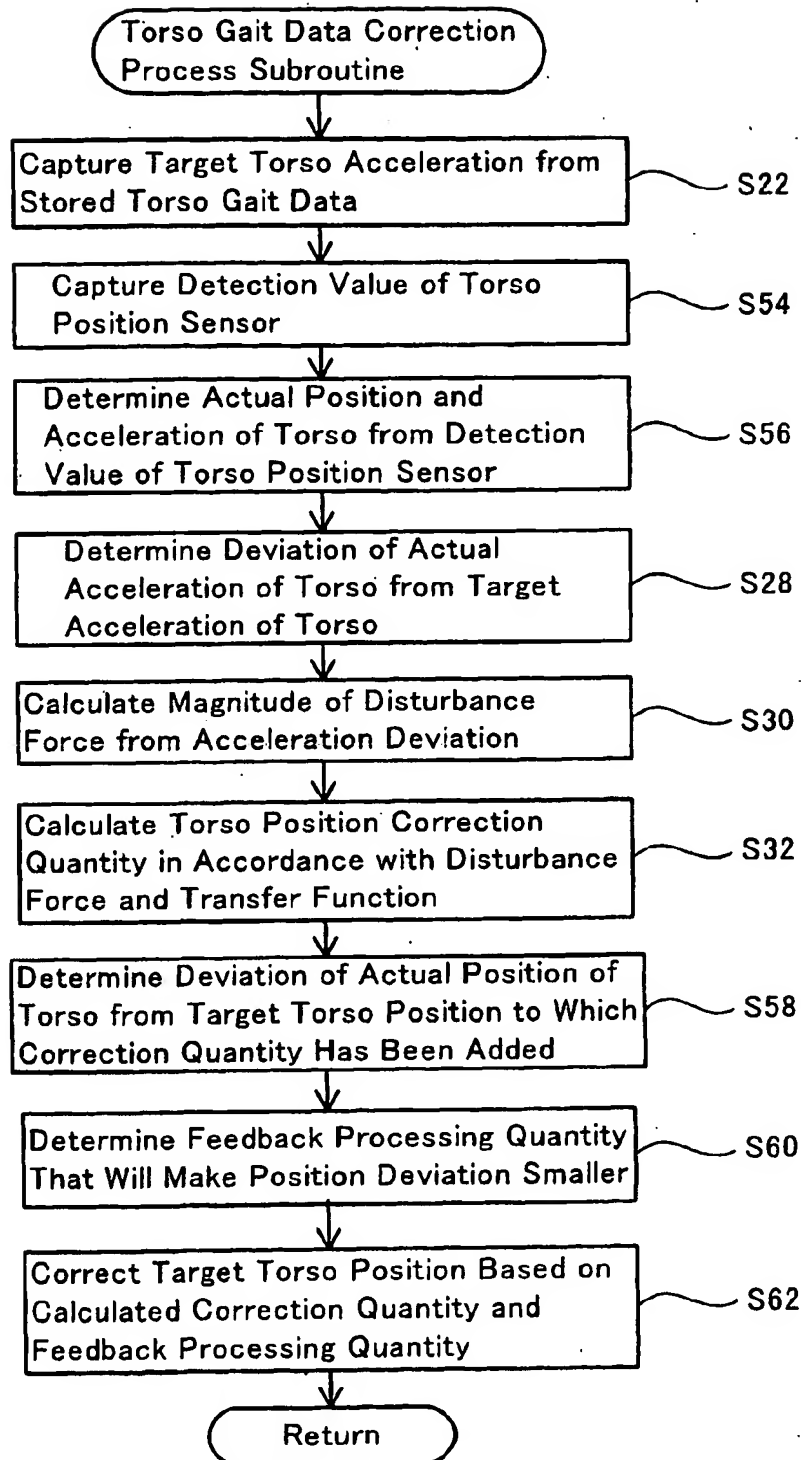 Torso Gait Data Correction
Process Subroutine
Capture Target Torso Acceleration from
Stored Torso Gait Data
S22
Capture Detection Value of Torso
Position Sensor
S54
Determine Actual Position and
Acceleration of Torso from Detection
Value of Torso Position Sensor
S56
Determine Deviation of Actual
Acceleration of Torso from Target
Acceleration of Torso
S28
Calculate Magnitude of Disturbance
Force from Acceleration Deviation
S30
Calculate Torso Position Correction
Quantity in Accordance with Disturbance
Force and Transfer Function
S32
Determine Deviation of Actual Position of
Torso from Target Torso Position to Which
Correction Quantity Has Been Added
S58
Determine Feedback Processing Quantity
That Will Make Position Deviation Smaller
S60
Correct Target Torso Position Based on
Calculated Correction Quantity and
Feedback Processing Quantity
S62
Return